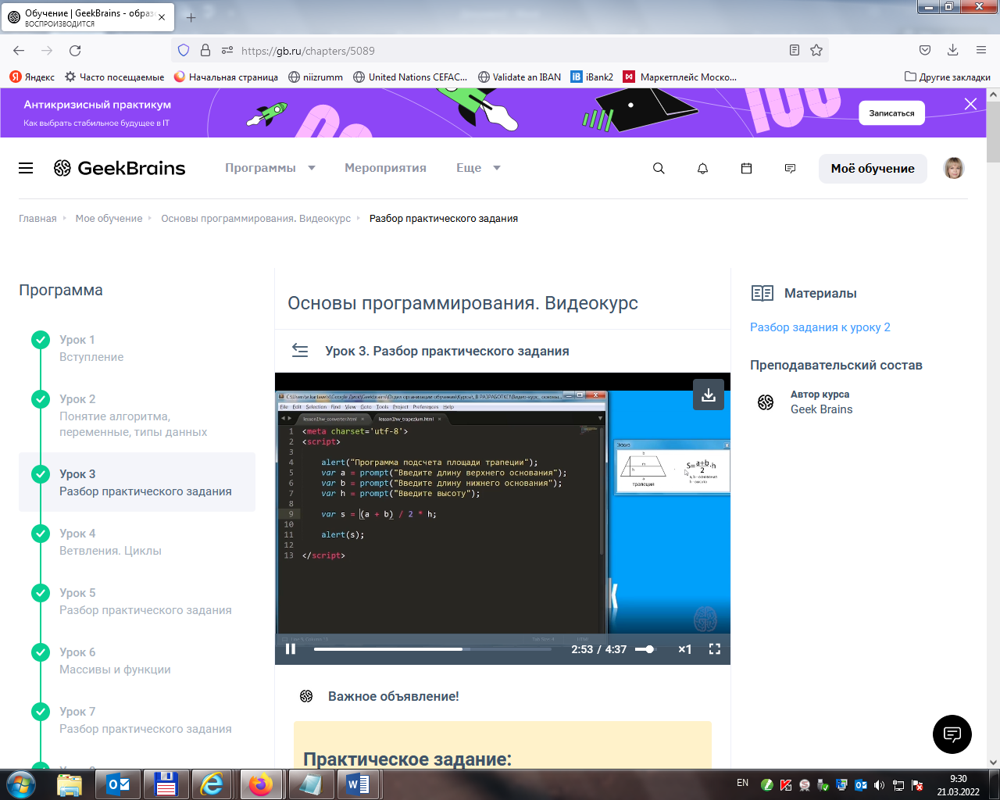 Обучение | GeekBrains - образ
ВОСПРОИЗВОДИТСЯ
https://gb.ru/chapters/5089
Яндекс
Часто посещаемые
Начальная страница
niizrumm
United Nations CEFAC...
Validate an IBAN
iBank2
Маркетплейс Моско...
Другие закладки
Антикризисный практикум
Как выбрать стабильное будущее в IT
Записаться
GeekBrains
Программы
Мероприятия
Еще
Моё обучение
Главная
Мое обучение
Основы программирования. Видеокурс
Разбор практического задания
Программа
Урок 1
Вступление
Урок 2
Понятие алгоритма,
переменные, типы данных
Урок 3
Разбор практического задания
Урок 4
Ветвления. Циклы
Урок 5
Разбор практического задания
Урок 6
Массивы и функции
Урок 7
Разбор практического задания
Основы программирования. Видеокурс
Урок 3. Разбор практического задания
File Edit Selection Find View Goto Tools Project Preferences Help
lesson1hw_converter.html
lesson1hw_trapezium.html
1 <meta charset='utf-8'>
2 <script>
3
4 alert("Программа подсчета площади трапеции");
5 var a = prompt("Введите длину верхнего основания");
6 var b = prompt("Введите длину нижнего основания");
7 var h = prompt("Введите высоту");
8
9 var s = (a + b) / 2 * h;
10
11 alert(s);
12
13 </script>
Эскиз
b
m
h
a
трапеция
S=a+b/2·h
a, b - основания
h - высота
2:53 / 4:37
×1
Важное объявление!
Практическое задание:
Материалы
Разбор задания к уроку 2
Преподавательский состав
Автор курса
Geek Brains
EN
9:30
21.03.2022